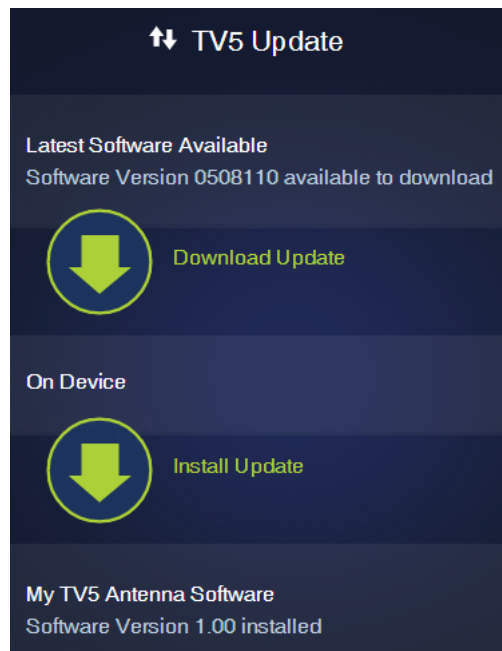 TV5 Update
Latest Software Available
Software Version 0508110 available to download
Download Update
On Device
Install Update
My TV5 Antenna Software
Software Version 1.00 installed